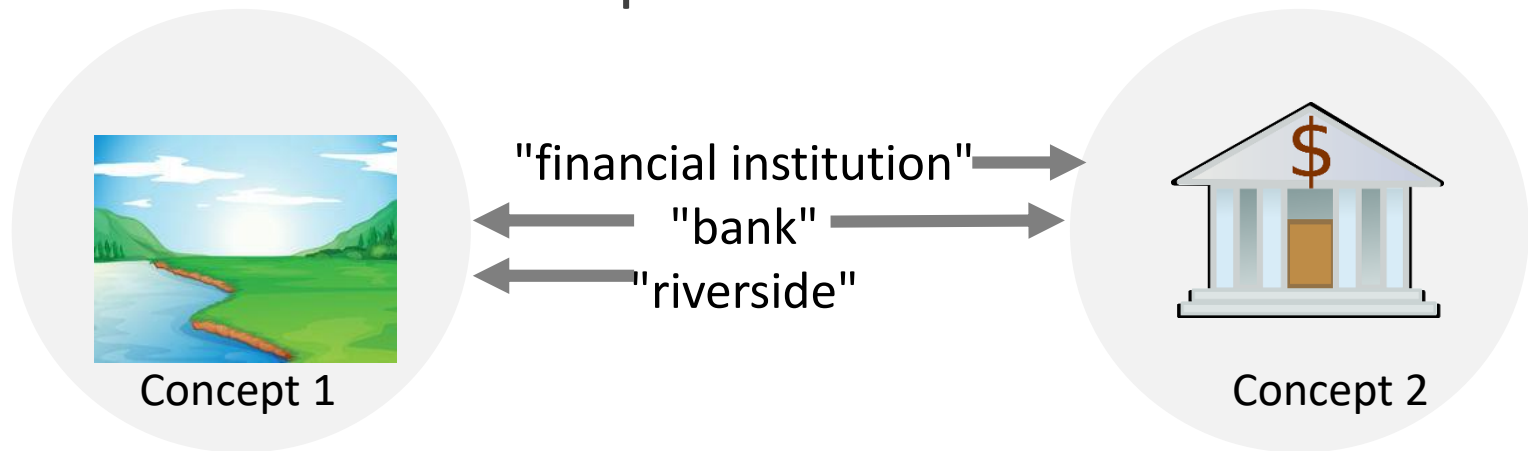 "financial institution"
"bank"
"riverside"
$
Concept 1
Concept 2